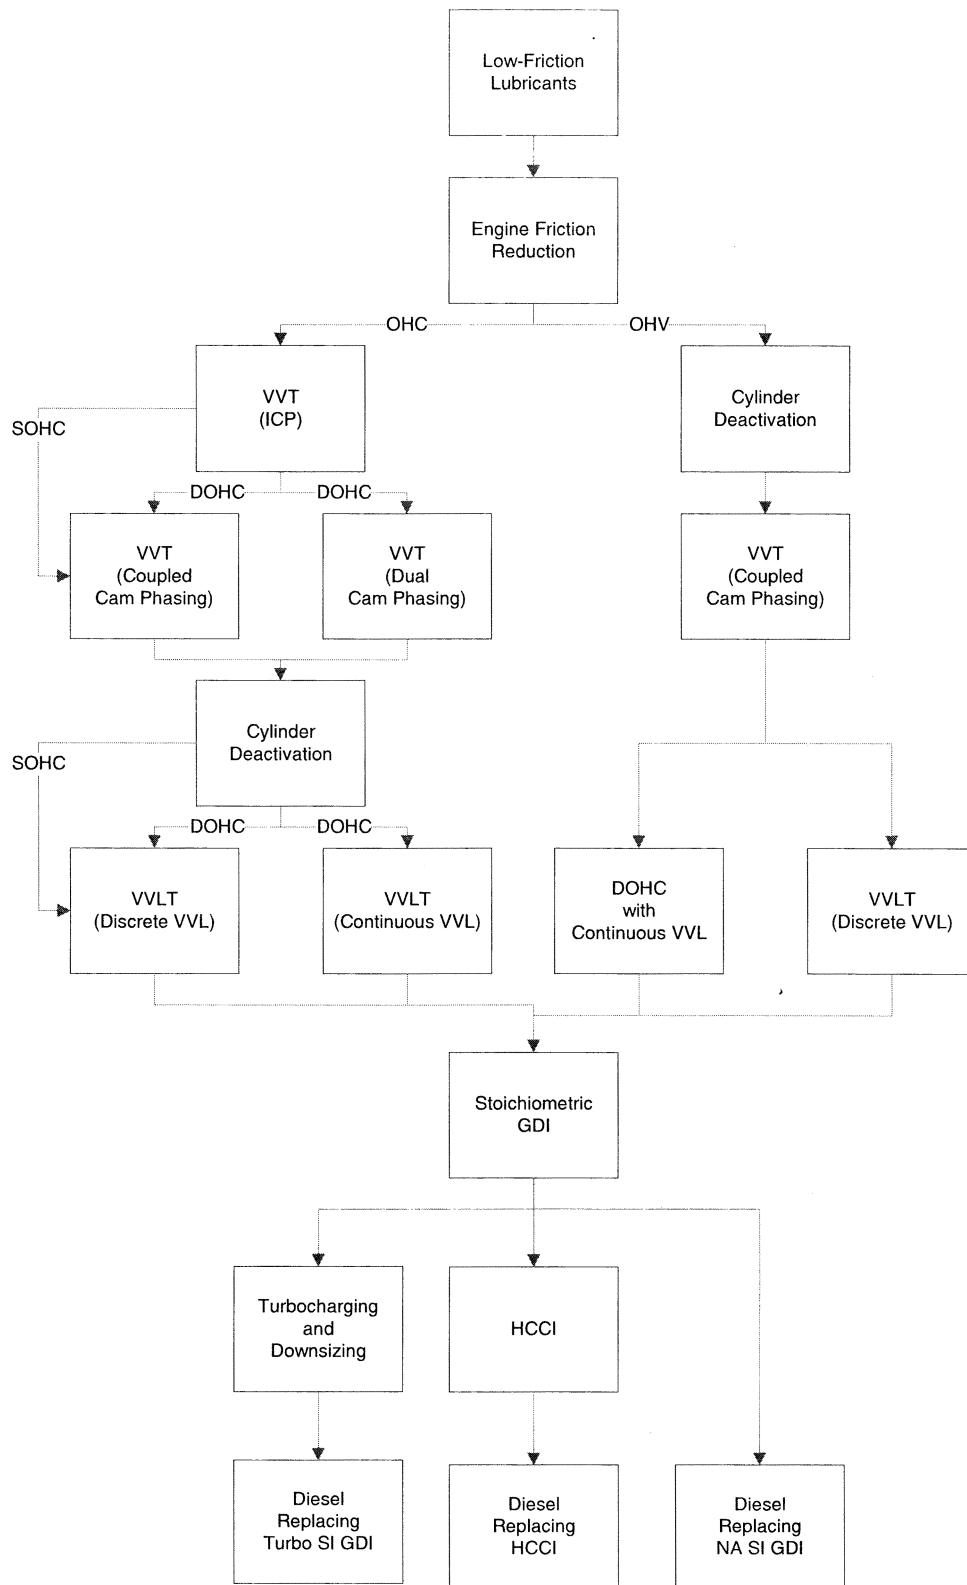 Low-Friction
Lubricants
Engine Friction
Reduction
OHC
OHV
VVT
(ICP)
Cylinder
Deactivation
SOHC
DOHC
DOHC
VVT
(Coupled
Cam Phasing)
VVT
(Dual
Cam Phasing)
VVT
(Coupled
Cam Phasing)
Cylinder
Deactivation
SOHC
DOHC
DOHC
VVLT
(Discrete VVL)
VVLT
(Continuous VVL)
DOHC
with
Continuous VVL
VVLT
(Discrete VVL)
Stoichiometric
GDI
Turbocharging
and
Downsizing
HCCI
Diesel
Replacing
Turbo SI GDI
Diesel
Replacing
HCCI
Diesel
Replacing
NA SI GDI